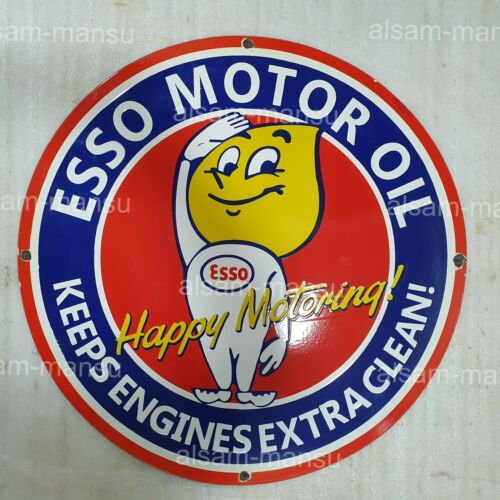 ESSO MOTOR OIL
Esso
Happy Motoring!
KEEPS ENGINES EXTRA CLEAN!
alsam-mansu
alsam-mansu
alsam-mansu
alsam-mansu
alsam-mansu
alsam-mansu
alsam-mansu
alsam-mansu